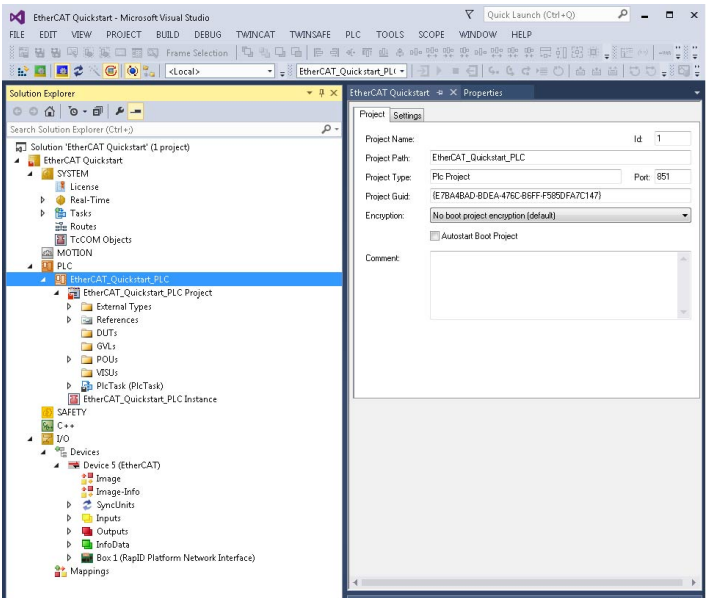 EtherCAT Quickstart - Microsoft Visual Studio
Quick Launch (Ctrl+Q)
FILE EDIT VIEW PROJECT BUILD DEBUG TWINCAT TWINSAFE PLC TOOLS SCOPE WINDOW HELP
Frame Selection
<Local>
EtherCAT_Quickstart_PL(
Solution Explorer
Search Solution Explorer (Ctrl+;)
Solution 'EtherCAT Quickstart' (1 project)
EtherCAT Quickstart
SYSTEM
License
Real-Time
Tasks
Routes
TcCOM Objects
MOTION
PLC
EtherCAT_Quickstart_PLC
EtherCAT_Quickstart_PLC Project
External Types
References
DUTs
GVLs
POUs
VISUs
PlcTask (PlcTask)
EtherCAT_Quickstart_PLC Instance
SAFETY
C++
I/O
Devices
Device 5 (EtherCAT)
Image
Image-Info
SyncUnits
Inputs
Outputs
InfoData
Box 1 (RapID Platform Network Interface)
Mappings
EtherCAT Quickstart
Properties
Project Settings
Project Name: Id: 1
Project Path: EtherCAT_Quickstart_PLC
Project Type: Plc Project Port: 851
Project Guid: {E7BA4BAD-BDEA-476C-B6FF-F585DFA7C147}
Encryption: No boot project encryption (default)
Autostart Boot Project
Comment: